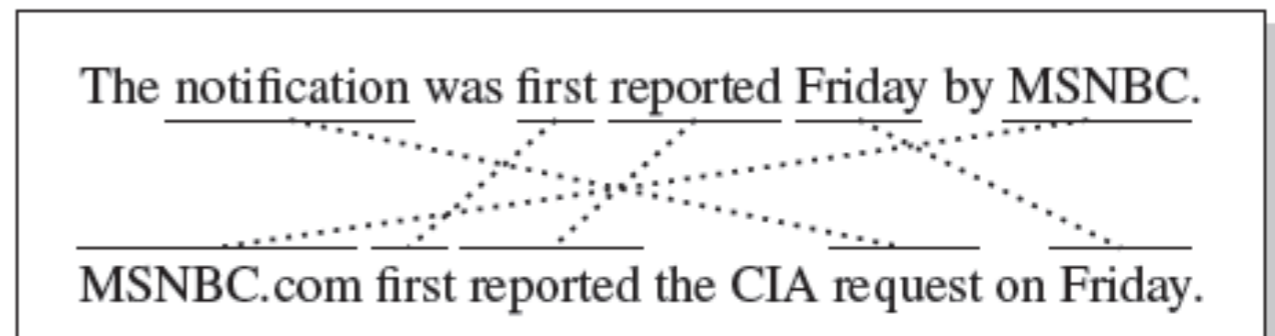 The notification was first reported Friday by MSNBC.
MSNBC.com first reported the CIA request on Friday.